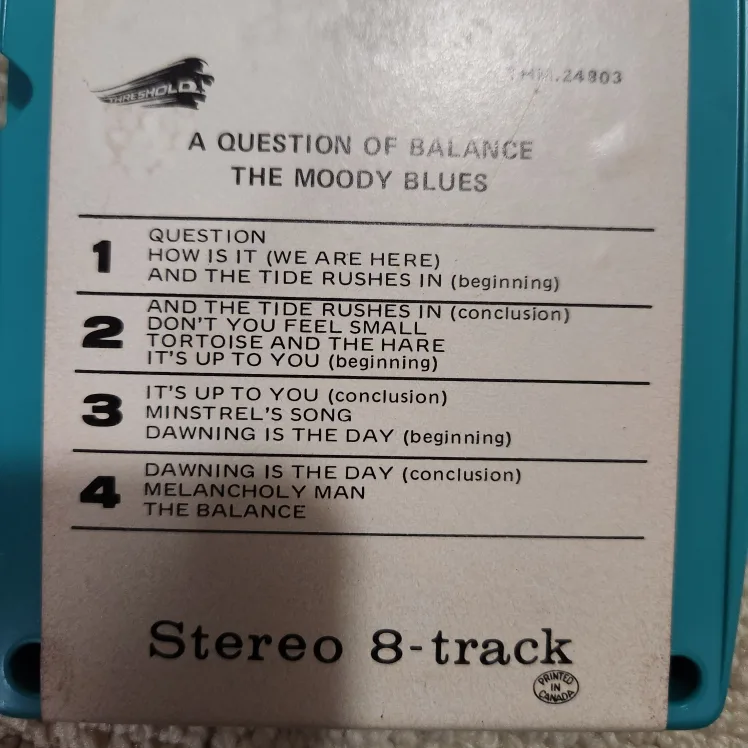 THRESHOLD
THM.24803
A QUESTION OF BALANCE
THE MOODY BLUES
1
QUESTION
HOW IS IT (WE ARE HERE)
AND THE TIDE RUSHES IN (beginning)
2
AND THE TIDE RUSHES IN (conclusion)
DON'T YOU FEEL SMALL
TORTOISE AND THE HARE
IT'S UP TO YOU (beginning)
3
IT'S UP TO YOU (conclusion)
MINSTREL'S SONG
DAWNING IS THE DAY (beginning)
4
DAWNING IS THE DAY (conclusion)
MELANCHOLY MAN
THE BALANCE
Stereo 8-track
PRINTED
IN
CANADA